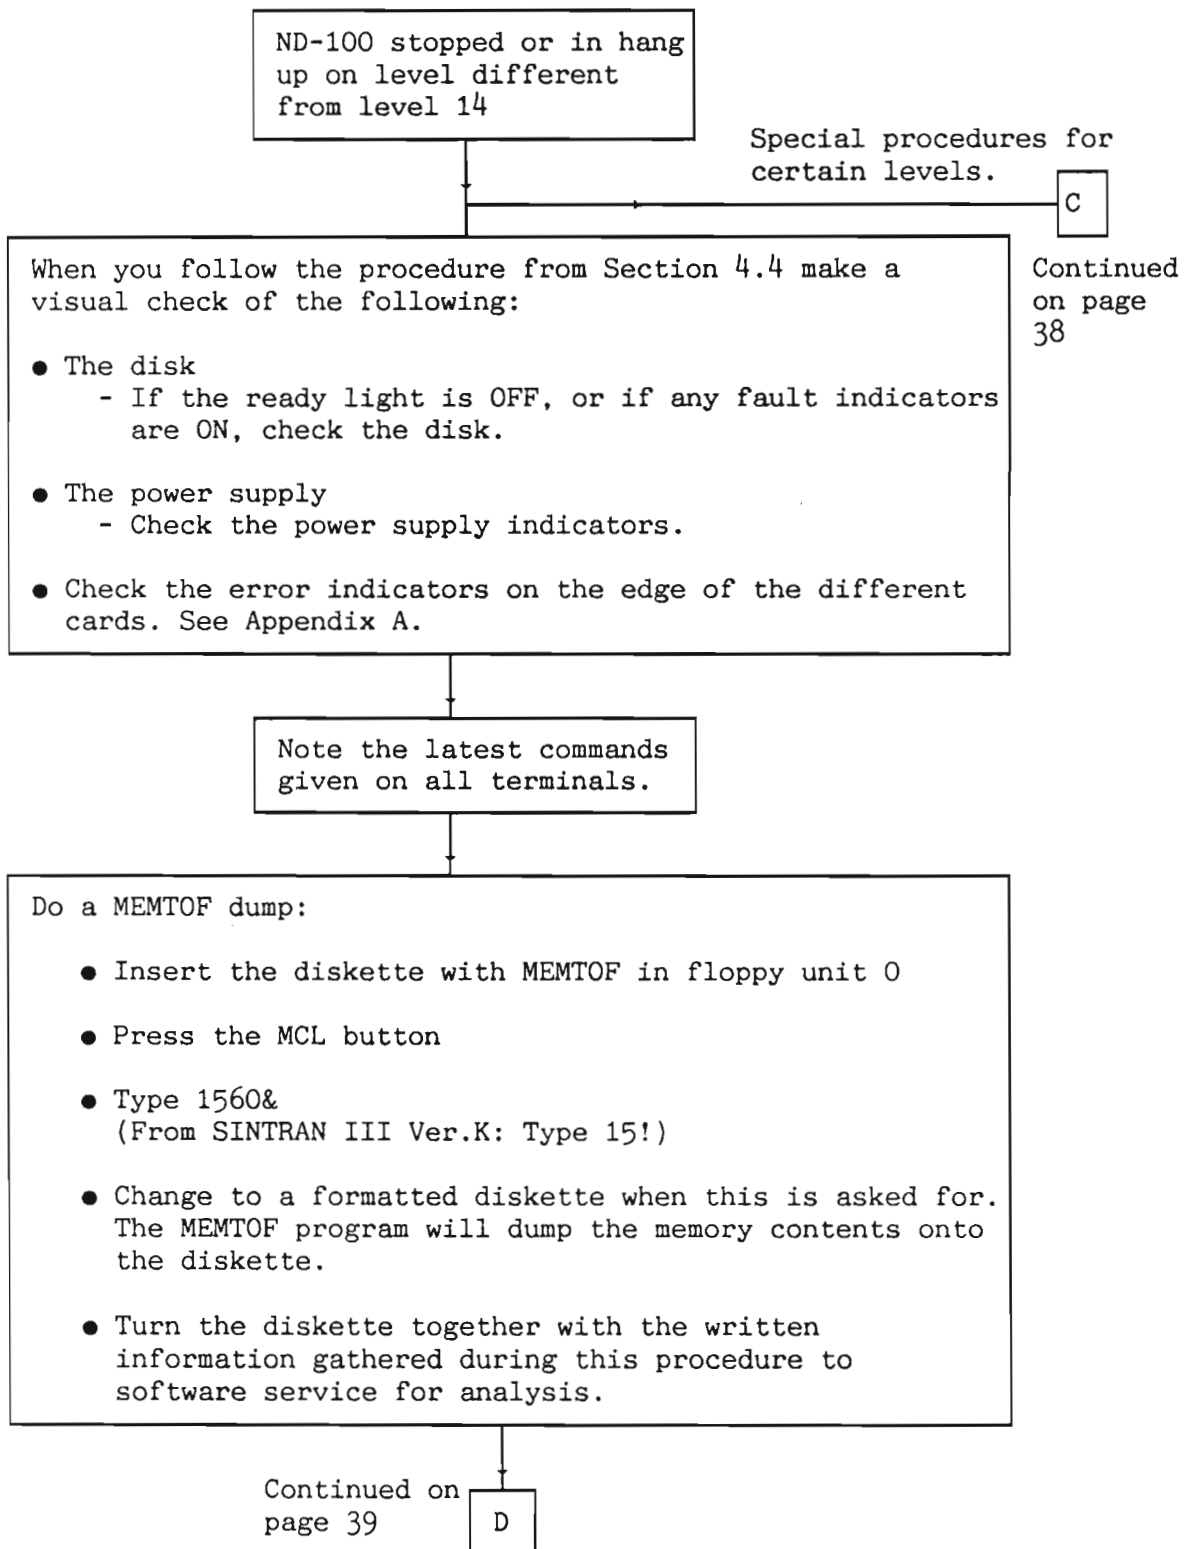 ND-100 stopped or in hang
up on level different
from level 14
Special procedures for
certain levels.
C
Continued
on page
38
When you follow the procedure from Section 4.4 make a
visual check of the following:
● The disk
- If the ready light is OFF, or if any fault indicators
are ON, check the disk.
● The power supply
- Check the power supply indicators.
● Check the error indicators on the edge of the different
cards. See Appendix A.
Note the latest commands
given on all terminals.
Do a MEMTOF dump:
● Insert the diskette with MEMTOF in floppy unit 0
● Press the MCL button
● Type 1560&
(From SINTRAN III Ver.K: Type 15!)
● Change to a formatted diskette when this is asked for.
The MEMTOF program will dump the memory contents onto
the diskette.
● Turn the diskette together with the written
information gathered during this procedure to
software service for analysis.
Continued on
page 39
D